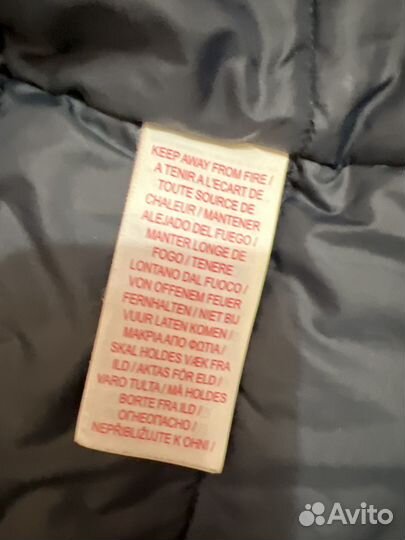 KEEP AWAY FROM FIRE /
A TENIR A L'ECART DE
TOUTE SOURCE DE
CHALEUR / MANTENER
ALEJADO DEL FUEGO /
MANTER LONGE DE
FOGO / TENERE
LONTANO DAL FUOCO /
VON OFFENEM FEUER
FERNHALTEN / NIET BIJ
VUUR LATEN KOMEN /
ΜΑΚΡΙΑ ΑΠΟ ΦΩΤΙΑ /
SKAL HOLDES VÆK FRA
ILD / AKTAS FÖR ELD /
VARO TULTA / MÅ HOLDES
BORTE FRA ILD /
ОГНЕОПАСНО /
NEPŘIBLIŽUJTE K OHNI /
Avito